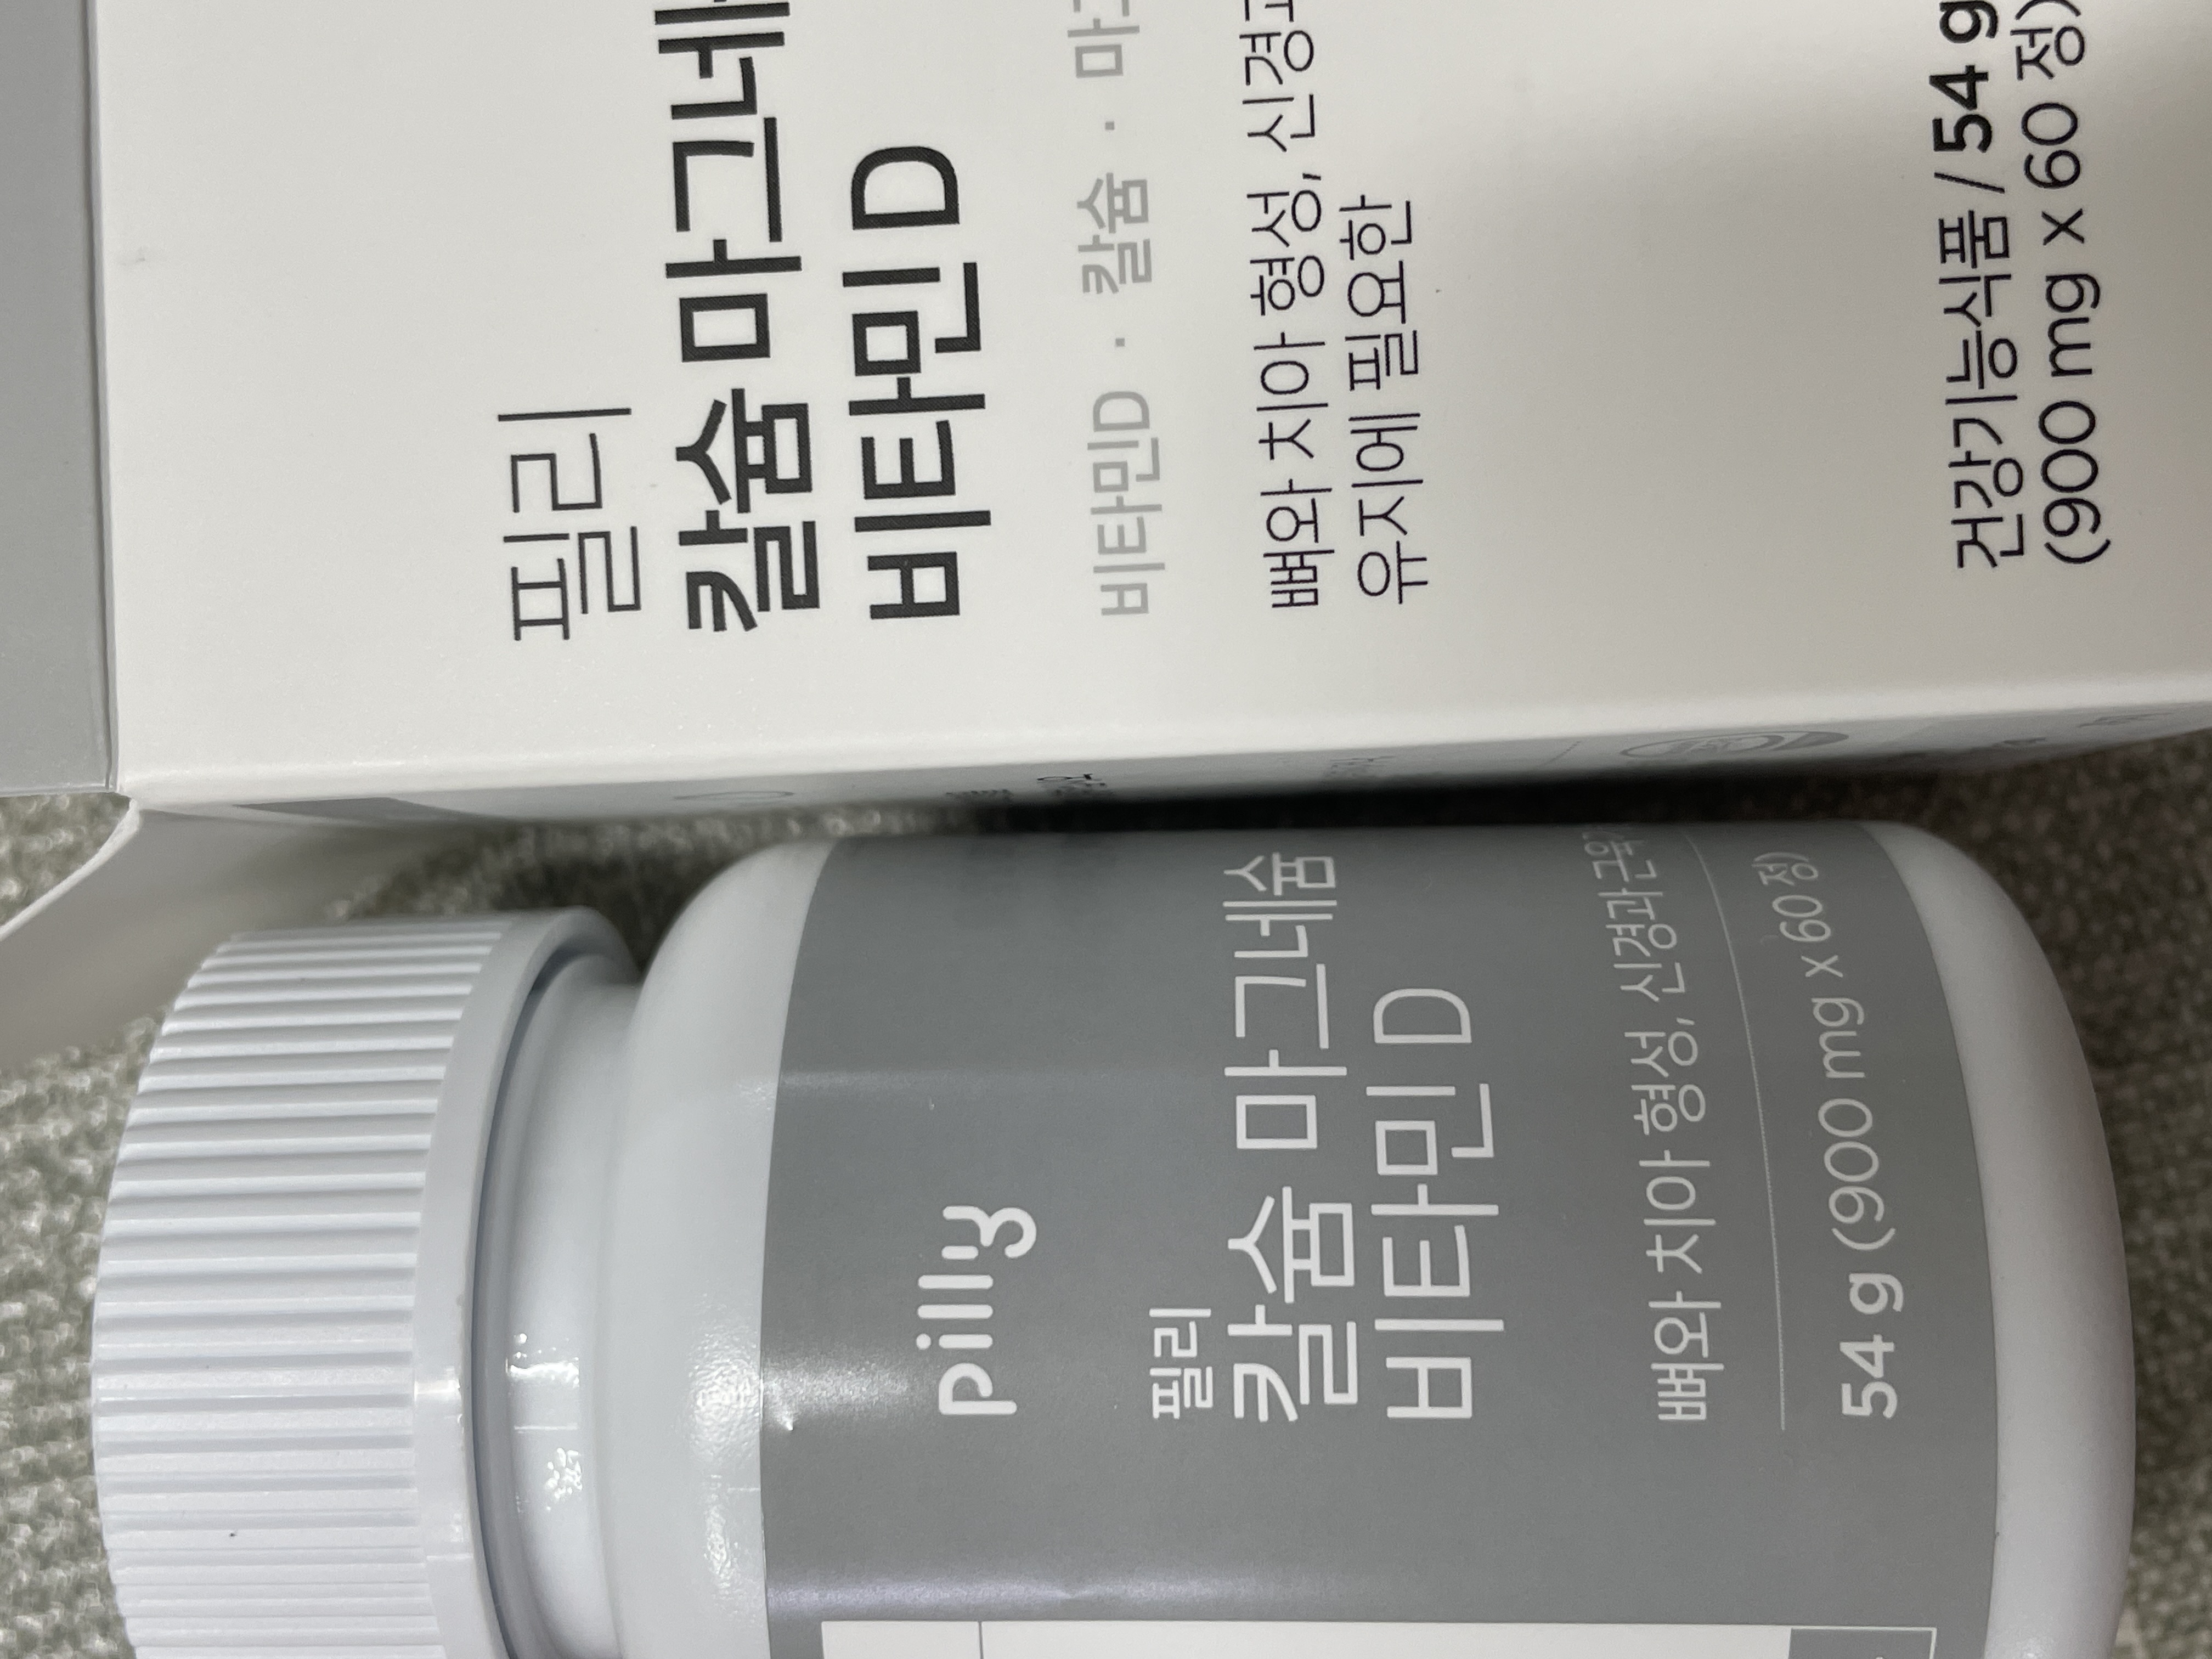 필리
칼슘 마그네
비타민 D
비타민D · 칼슘 · 마그
뼈와 치아 형성, 신경과
유지에 필요한
건강기능식품 / 54 g
(900 mg x 60 정)
pilly
필리
칼슘 마그네슘
비타민 D
뼈와 치아 형성, 신경과 근육
54 g (900 mg x 60 정)